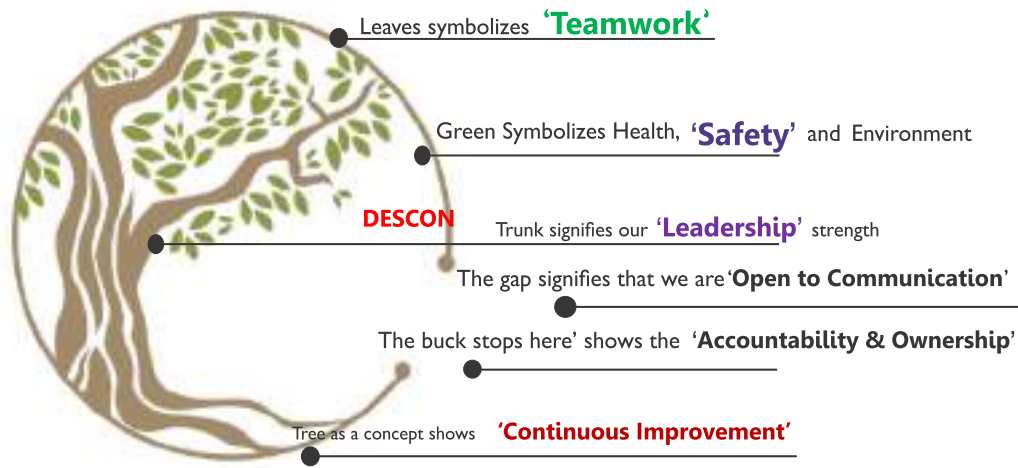 Leaves symbolizes ‘Teamwork’
Green Symbolizes Health, ‘Safety’ and Environment
DESCON
Trunk signifies our ‘Leadership’ strength
The gap signifies that we are ‘Open to Communication’
The buck stops here’ shows the ‘Accountability & Ownership’
Tree as a concept shows ‘Continuous Improvement’